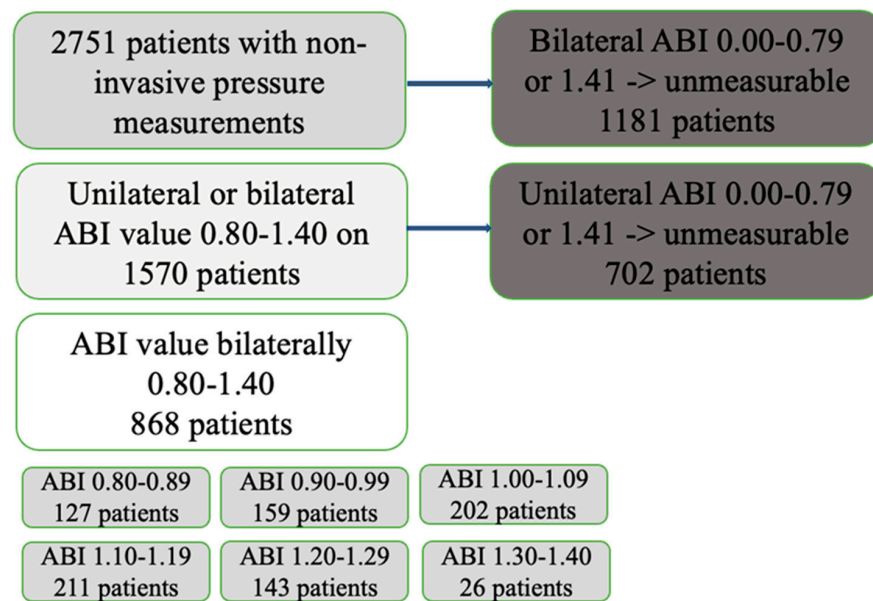 2751 patients with non-
invasive pressure
measurements
Bilateral ABI 0.00-0.79
or 1.41 -> unmeasurable
1181 patients
Unilateral or bilateral
ABI value 0.80-1.40 on
1570 patients
Unilateral ABI 0.00-0.79
or 1.41 -> unmeasurable
702 patients
ABI value bilaterally
0.80-1.40
868 patients
ABI 0.80-0.89
127 patients
ABI 0.90-0.99
159 patients
ABI 1.00-1.09
202 patients
ABI 1.10-1.19
211 patients
ABI 1.20-1.29
143 patients
ABI 1.30-1.40
26 patients